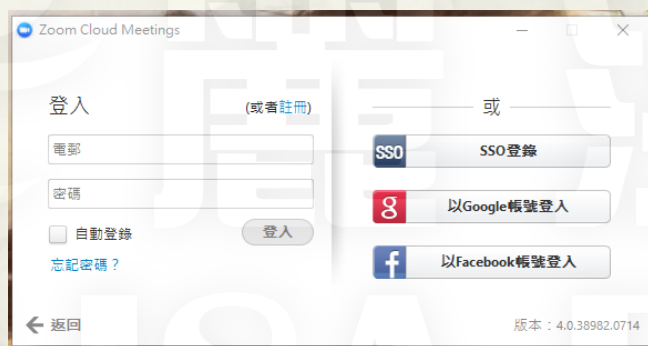 Zoom Cloud Meetings
登入
(或者註冊)
電郵
密碼
自動登錄
登入
忘記密碼？
或
SSO
SSO登錄
g
以Google帳號登入
f
以Facebook帳號登入
返回
版本：4.0.38982.0714